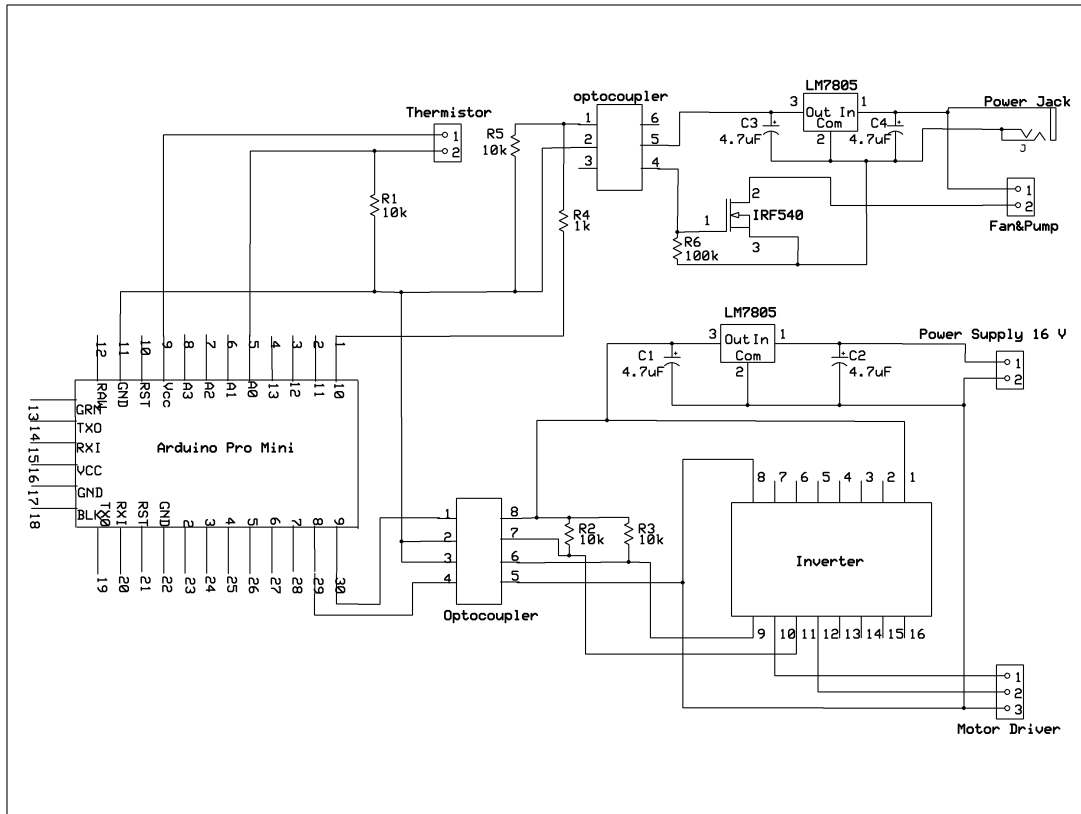 LM7805
optocoupler
3 Out In 1
Com
2
Power Jack
J
C3
4.7uF
C4
4.7uF
Thermistor
1
2
R5
10k
1
2
3
6
5
4
R1
10k
R4
1k
1
2
3
IRF540
R6
100k
1
2
Fan&Pump
LM7805
3 Out In 1
Com
2
Power Supply 16 V
1
2
C1
4.7uF
C2
4.7uF
12 11 10 9 8 7 6 5 4 3 2 1
RAW GND RST Vcc A3 A2 A1 A0 13 12 11 10
Arduino Pro Mini
13 GRN
14 TXO
15 RXI
16 VCC
17 GND
18 BLK
TXO RXI RST GND 2 3 4 5 6 7 8 9
19 20 21 22 23 24 25 26 27 28 29 30
1
2
3
4
8
7
6
5
Optocoupler
R2
10k
R3
10k
8 7 6 5 4 3 2 1
Inverter
9 10 11 12 13 14 15 16
1
2
3
Motor Driver